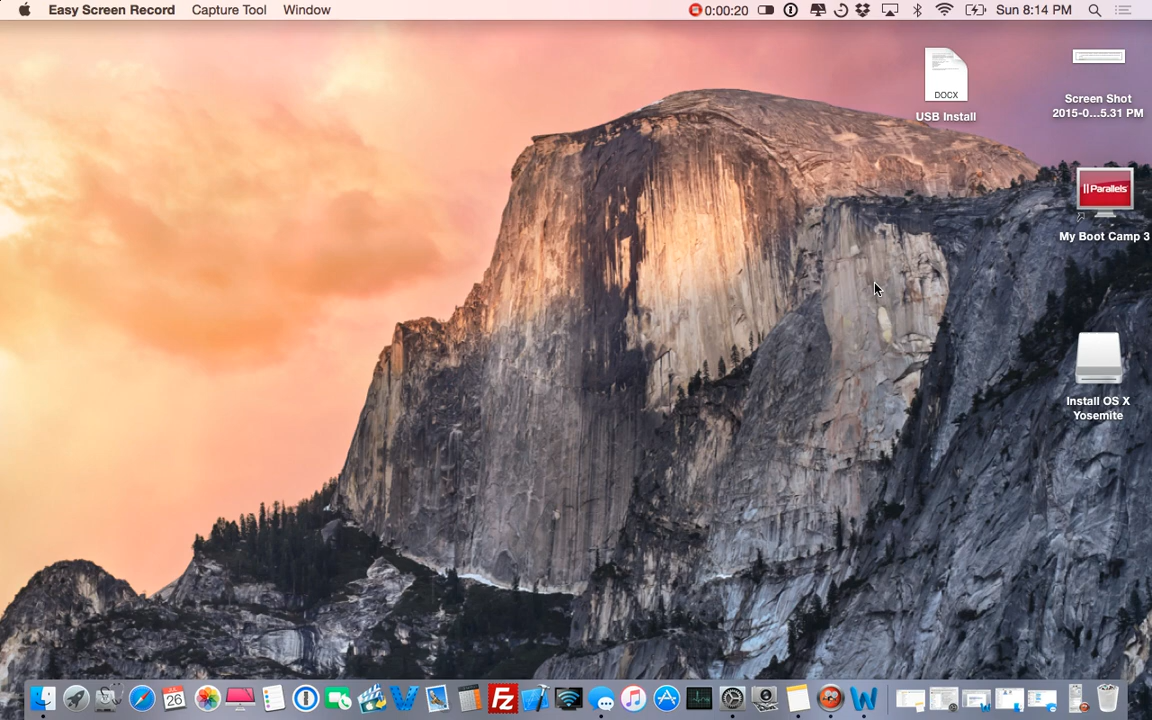 Easy Screen Record Capture Tool Window 0:00:20 Sun 8:14 PM
DOCX
USB Install
Screen Shot
2015-0...5.31 PM
Parallels
My Boot Camp 3
Install OS X
Yosemite
26
FZ